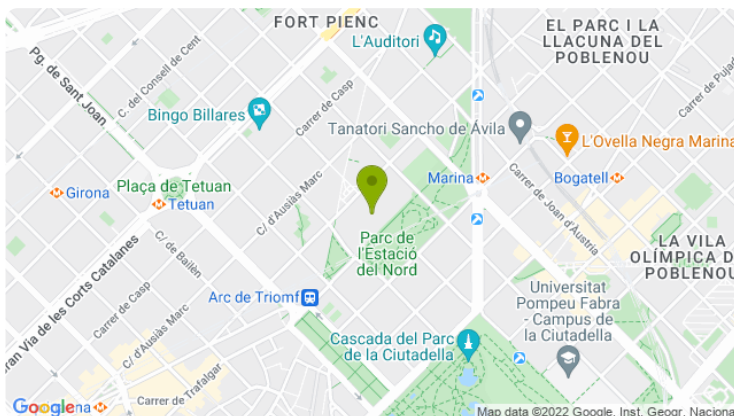 FORT PIENC
EL PARC I LA
LLACUNA DEL
POBLENOU
L'Auditori
Pg. de Sant Joan
C. del Consell de Cent
Carrer de Casp
Bingo Billares
Carrer de Pujad
Tanatori Sancho de Ávila
L'Ovella Negra Marina
Girona
Plaça de Tetuan
Tetuan
C/ d'Ausiàs Marc
Marina
Bogatell
Carrer de Joan d'Àustria
C/ de Bailèn
Parc de
l'Estació
del Nord
LA VILA
OLÍMPICA D
POBLENOU
Gran Via de les Corts Catalanes
Carrer de Casp
Arc de Triomf
Universitat
Pompeu Fabra
- Campus de
la Ciutadella
C/ d'Ausiàs Marc
Cascada del Parc
de la Ciutadella
Carrer de Trafalgar
Google
na
Map data ©2022 Google, Inst. Geogr. Naciona